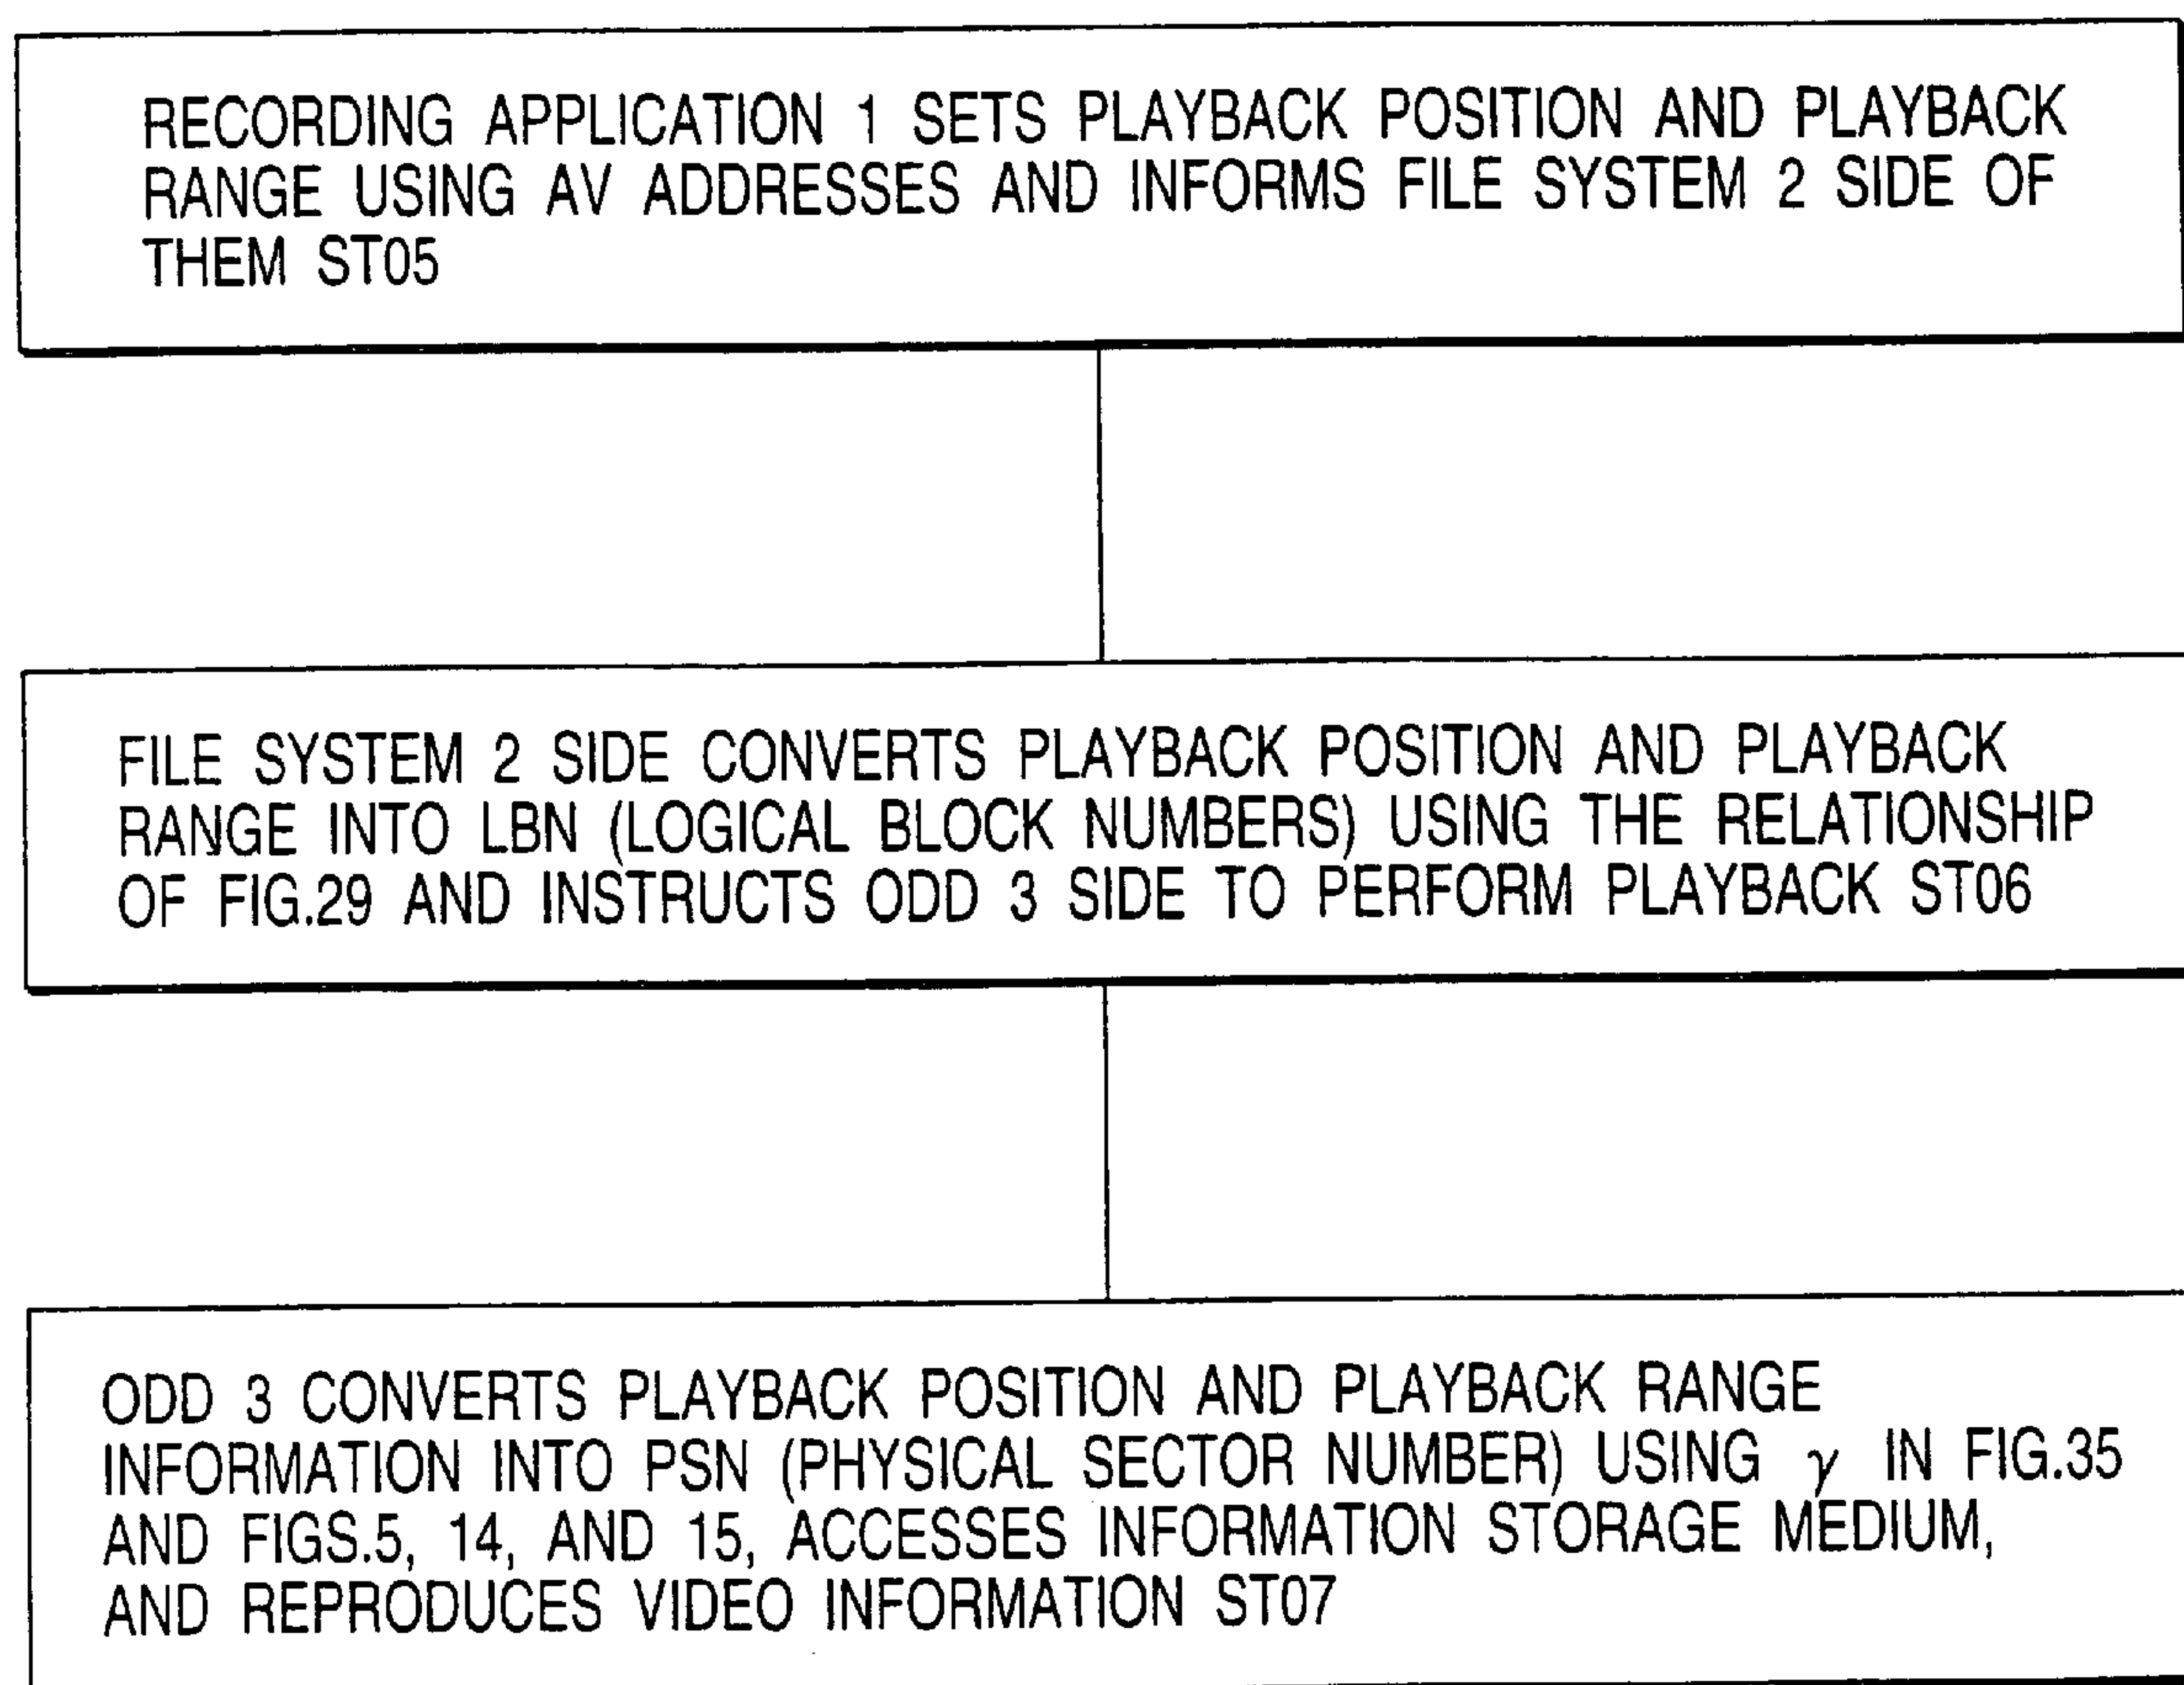 RECORDING APPLICATION 1 SETS PLAYBACK POSITION AND PLAYBACK
RANGE USING AV ADDRESSES AND INFORMS FILE SYSTEM 2 SIDE OF
THEM ST05
FILE SYSTEM 2 SIDE CONVERTS PLAYBACK POSITION AND PLAYBACK
RANGE INTO LBN (LOGICAL BLOCK NUMBERS) USING THE RELATIONSHIP
OF FIG.29 AND INSTRUCTS ODD 3 SIDE TO PERFORM PLAYBACK ST06
ODD 3 CONVERTS PLAYBACK POSITION AND PLAYBACK RANGE
INFORMATION INTO PSN (PHYSICAL SECTOR NUMBER) USING γ IN FIG.35
AND FIGS.5, 14, AND 15, ACCESSES INFORMATION STORAGE MEDIUM,
AND REPRODUCES VIDEO INFORMATION ST07